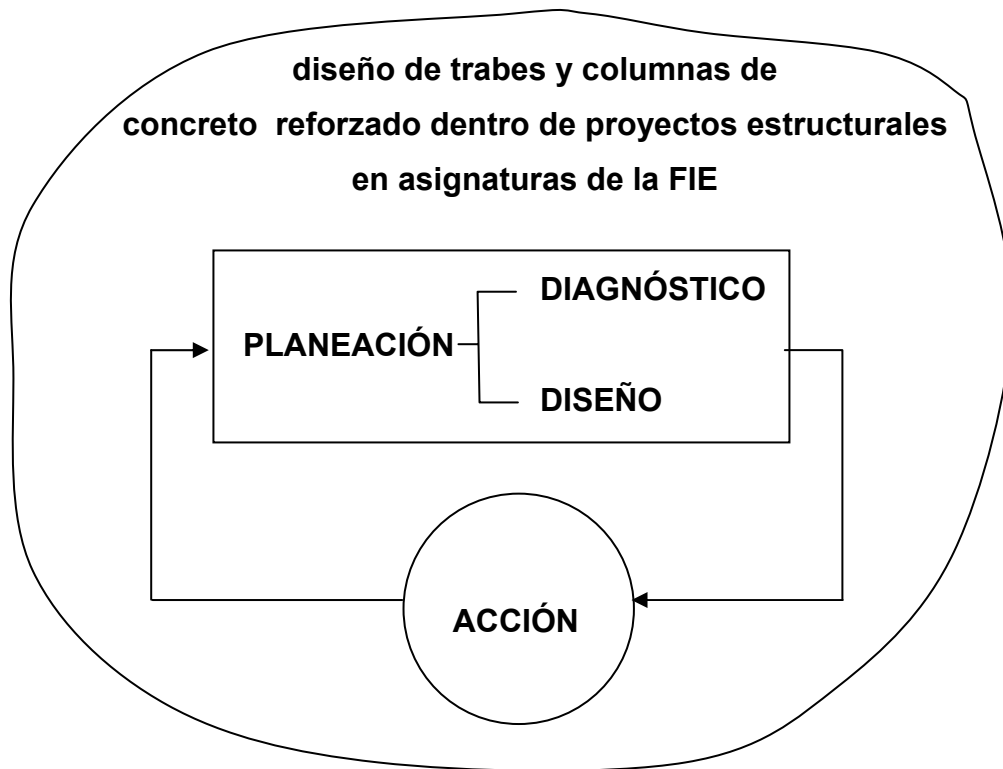 diseño de trabes y columnas de
concreto reforzado dentro de proyectos estructurales
en asignaturas de la FIE
DIAGNÓSTICO
PLANEACIÓN
DISEÑO
ACCIÓN